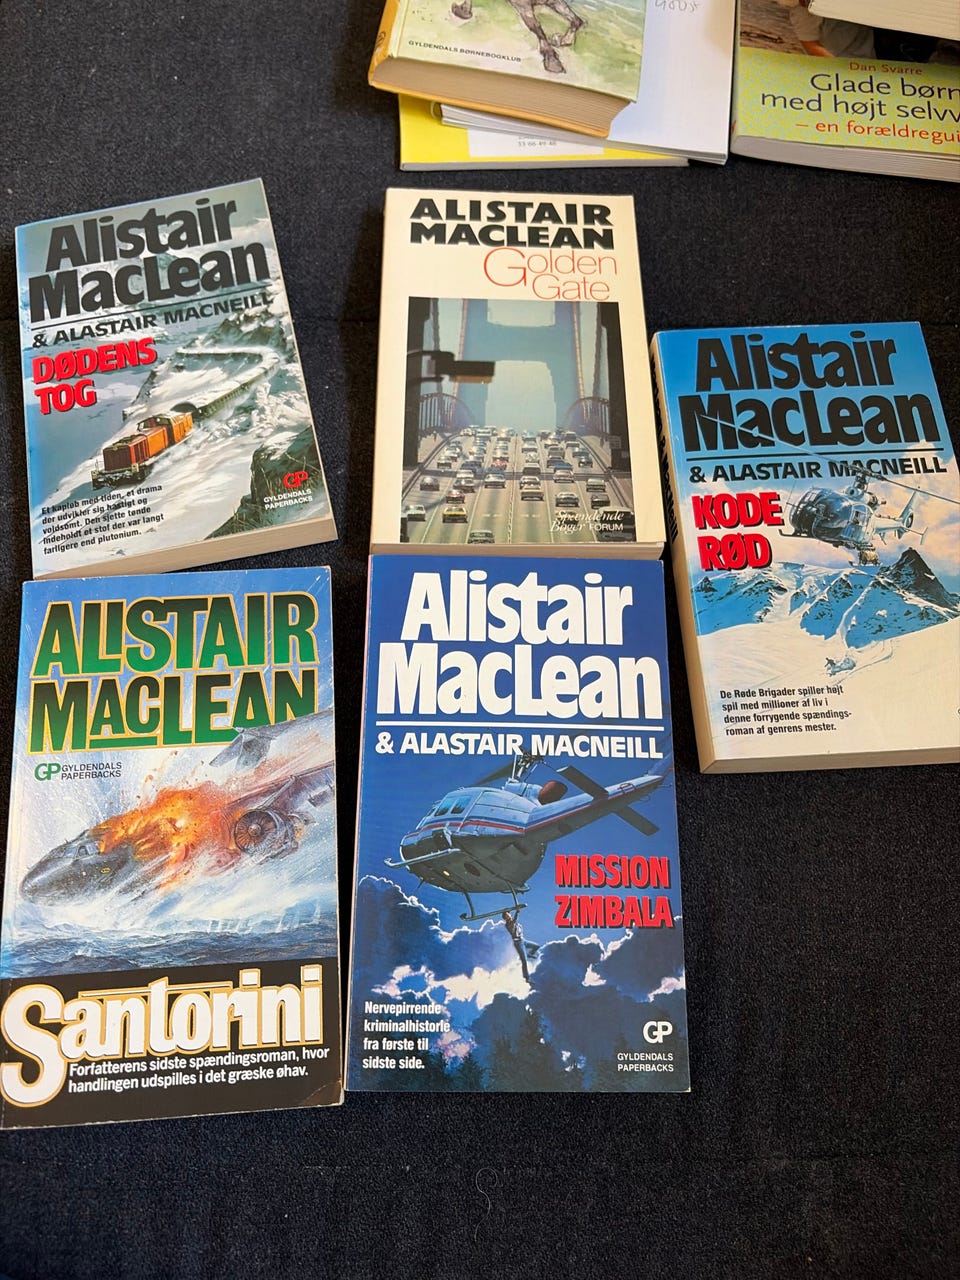 GYLDENDALS BØRNEBOGKLUB
33-66-49-46
Dan Svarre
Glade børn
med højt selvv
– en forældregui
Alistair
MacLean
& ALASTAIR MACNEILL
DØDENS
TOG
Et kapløb med tiden, et drama
der udvikler sig hastigt og
voldsomt. Den sjette tønde
indeholdt et stof der var langt
farligere end plutonium.
GP
GYLDENDALS
PAPERBACKS
ALISTAIR
MACLEAN
Golden
Gate
Spændende
Bøger FORUM
Alistair
MacLean
& ALASTAIR MACNEILL
KODE
RØD
De Røde Brigader spiller højt
spil med millioner af liv i
denne forrygende spændings-
roman af genrens mester.
ALISTAIR
MACLEAN
GP GYLDENDALS
PAPERBACKS
Santorini
Forfatterens sidste spændingsroman, hvor
handlingen udspilles i det græske øhav.
Alistair
MacLean
& ALASTAIR MACNEILL
MISSION
ZIMBALA
Nervepirrende
kriminalhistorie
fra første til
sidste side.
GP
GYLDENDALS
PAPERBACKS